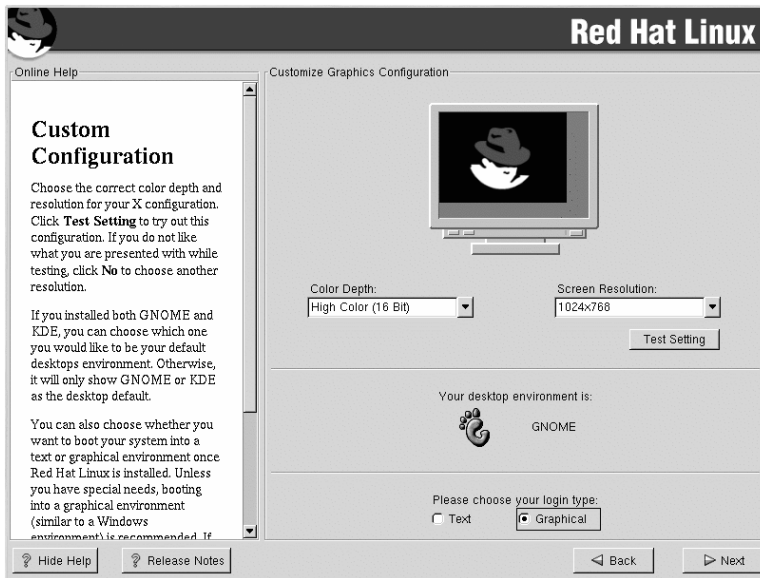 Red Hat Linux
Online Help
Custom
Configuration
Choose the correct color depth and
resolution for your X configuration.
Click Test Setting to try out this
configuration. If you do not like
what you are presented with while
testing, click No to choose another
resolution.
If you installed both GNOME and
KDE, you can choose which one
you would like to be your default
desktops environment. Otherwise,
it will only show GNOME or KDE
as the desktop default.
You can also choose whether you
want to boot your system into a
text or graphical environment once
Red Hat Linux is installed. Unless
you have special needs, booting
into a graphical environment
(similar to a Windows
environment) is recommended. If
Customize Graphics Configuration
Color Depth:
High Color (16 Bit)
Screen Resolution:
1024x768
Test Setting
Your desktop environment is:
GNOME
Please choose your login type:
Text
Graphical
Hide Help
Release Notes
Back
Next